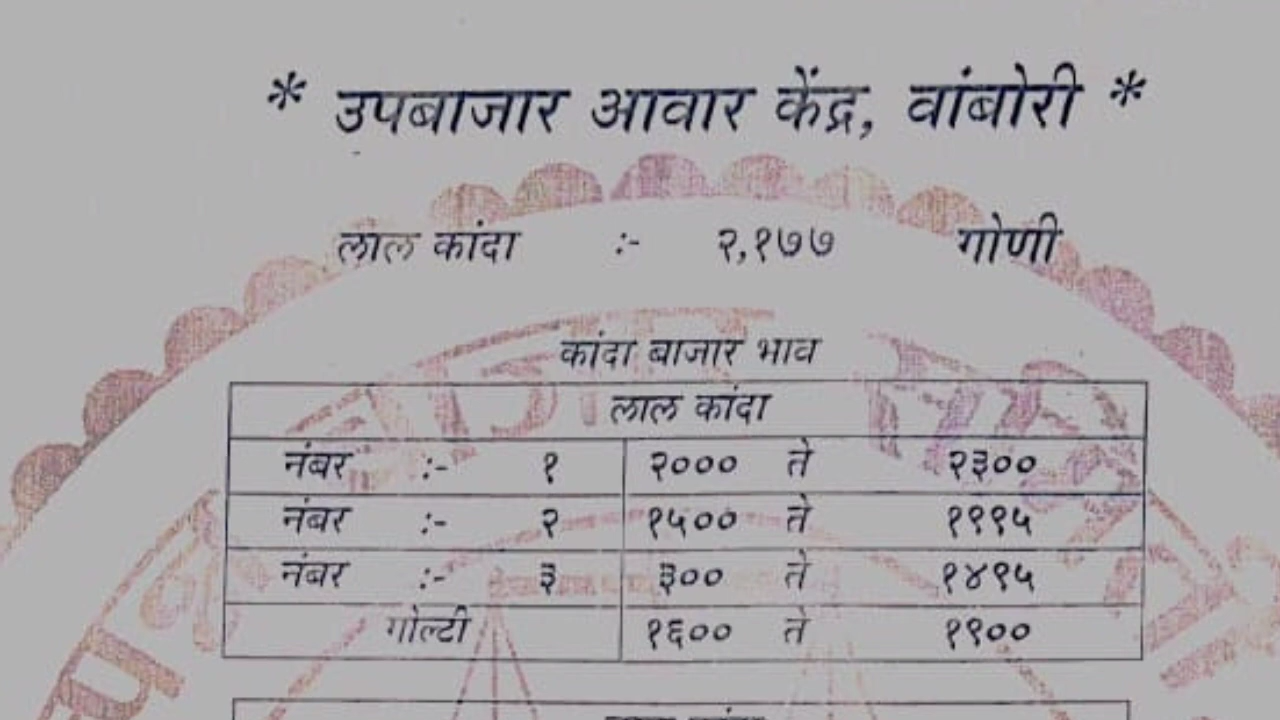 * उपबाजार आवार केंद्र, वांबोरी *
लाल कांदा :- २,१७७ गोणी
कांदा बाजार भाव
लाल कांदा
नंबर :- १ २००० ते २३००
नंबर :- २ १५०० ते १९९५
नंबर :- ३ ३०० ते १४९५
गोल्टी १६०० ते १९००